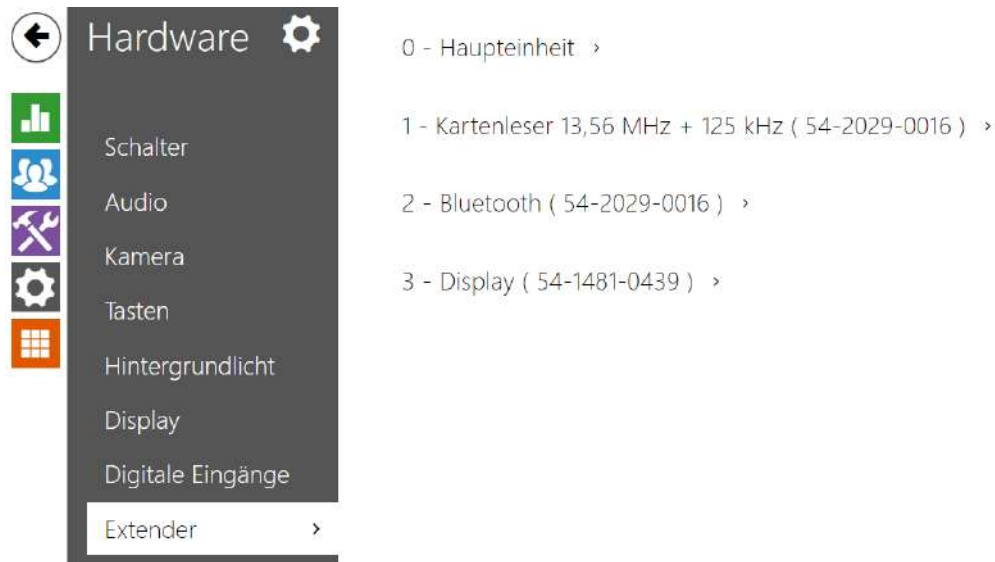 Hardware
Schalter
Audio
Kamera
Tasten
Hintergrundlicht
Display
Digitale Eingänge
Extender
0 - Haupteinheit
1 - Kartenleser 13,56 MHz + 125 kHz ( 54-2029-0016 )
2 - Bluetooth ( 54-2029-0016 )
3 - Display ( 54-1481-0439 )